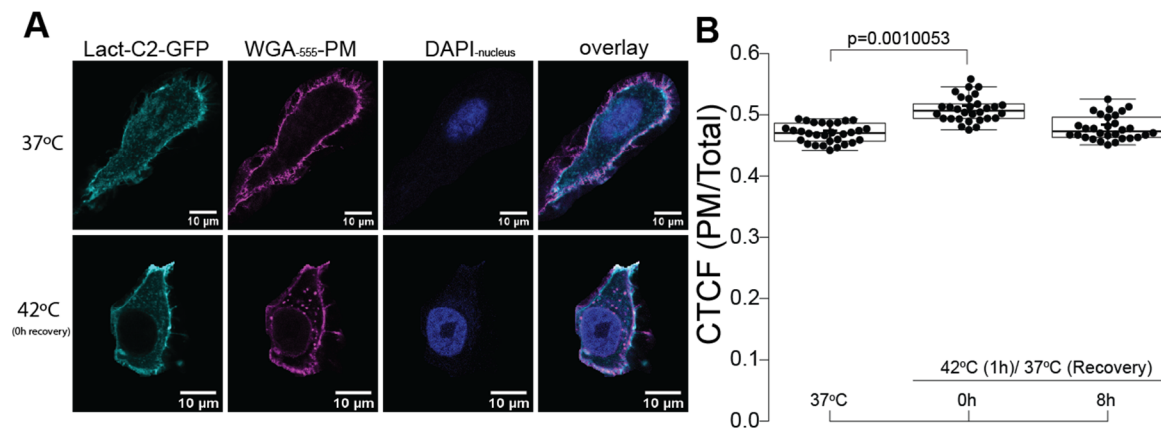 A
Lact-C2-GFP WGA-555-PM DAPI-nucleus overlay
37ºC
10 µm 10 µm 10 µm 10 µm
42ºC
(0h recovery)
10 µm 10 µm 10 µm 10 µm
B
p=0.0010053
CTCF (PM/Total)
0.6
0.5
0.4
0.3
0.2
0.1
0.0
42ºC (1h)/ 37ºC (Recovery)
37ºC 0h 8h